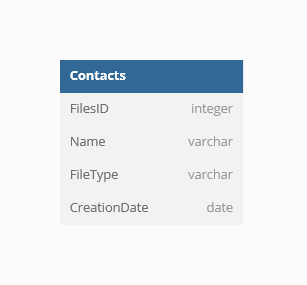 Contacts
FilesID integer
Name varchar
FileType varchar
CreationDate date